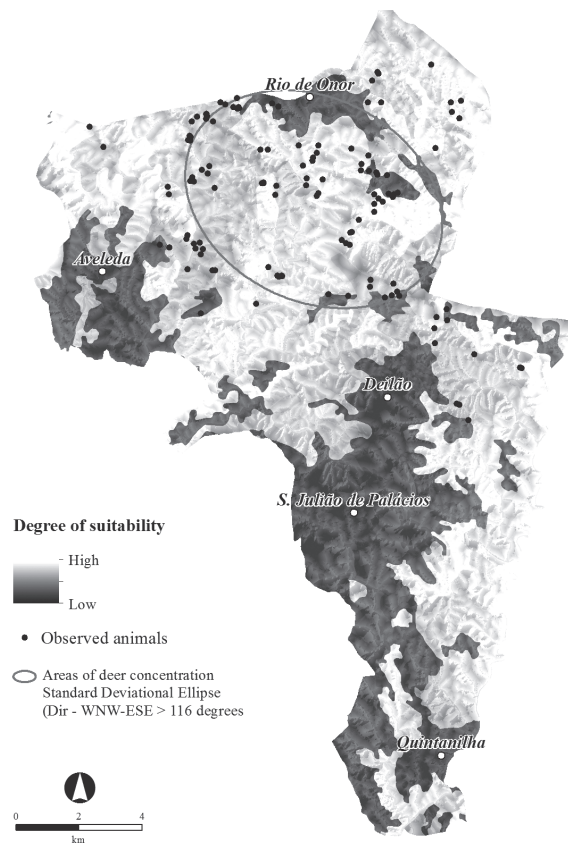 Rio de Onor
Aveleda
Deilão
S. Julião de Palácios
Degree of suitability
High
Low
Observed animals
Areas of deer concentration
Standard Deviational Ellipse
(Dir - WNW-ESE > 116 degrees
Quintanilha
0 2 4
km